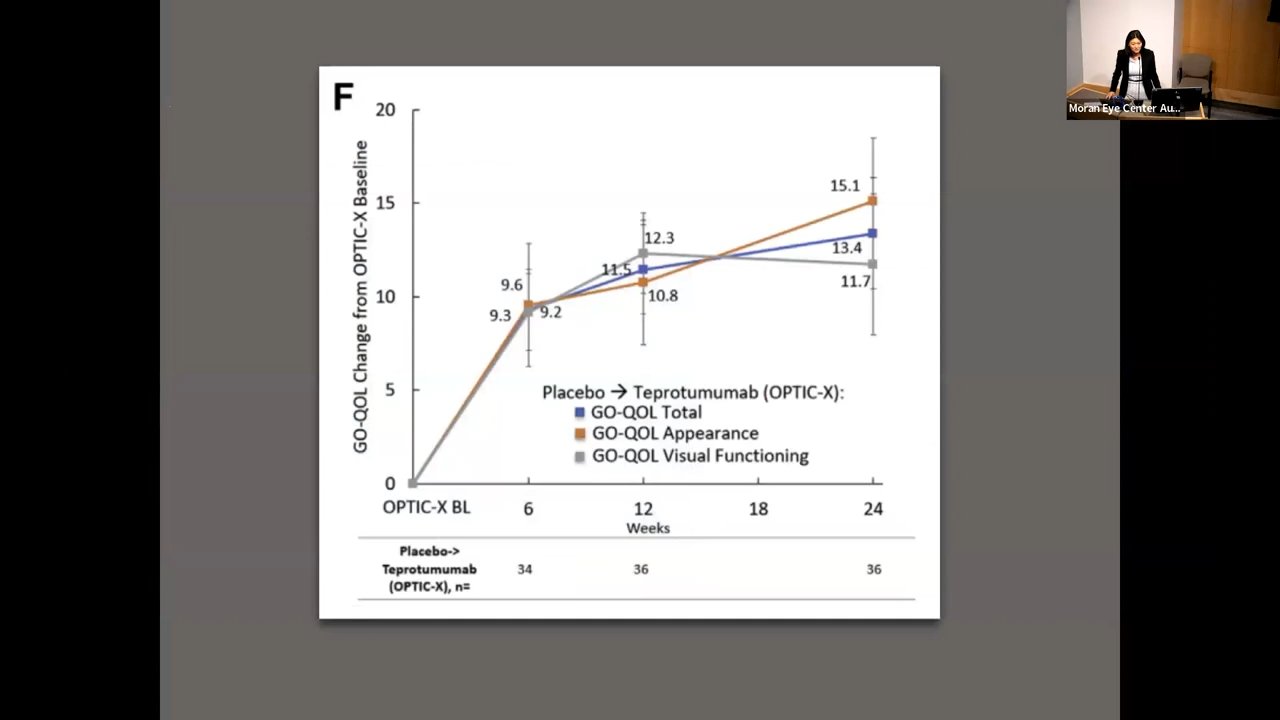 F
GO-QOL Change from OPTIC-X Baseline
20
15
10
5
0
9.6
9.3
9.2
12.3
11.5
10.8
15.1
13.4
11.7
Placebo → Teprotumumab (OPTIC-X):
GO-QOL Total
GO-QOL Appearance
GO-QOL Visual Functioning
OPTIC-X BL 6 12 18 24
Weeks
Placebo->
Teprotumumab 34 36 36
(OPTIC-X), n=
Moran Eye Center Au...